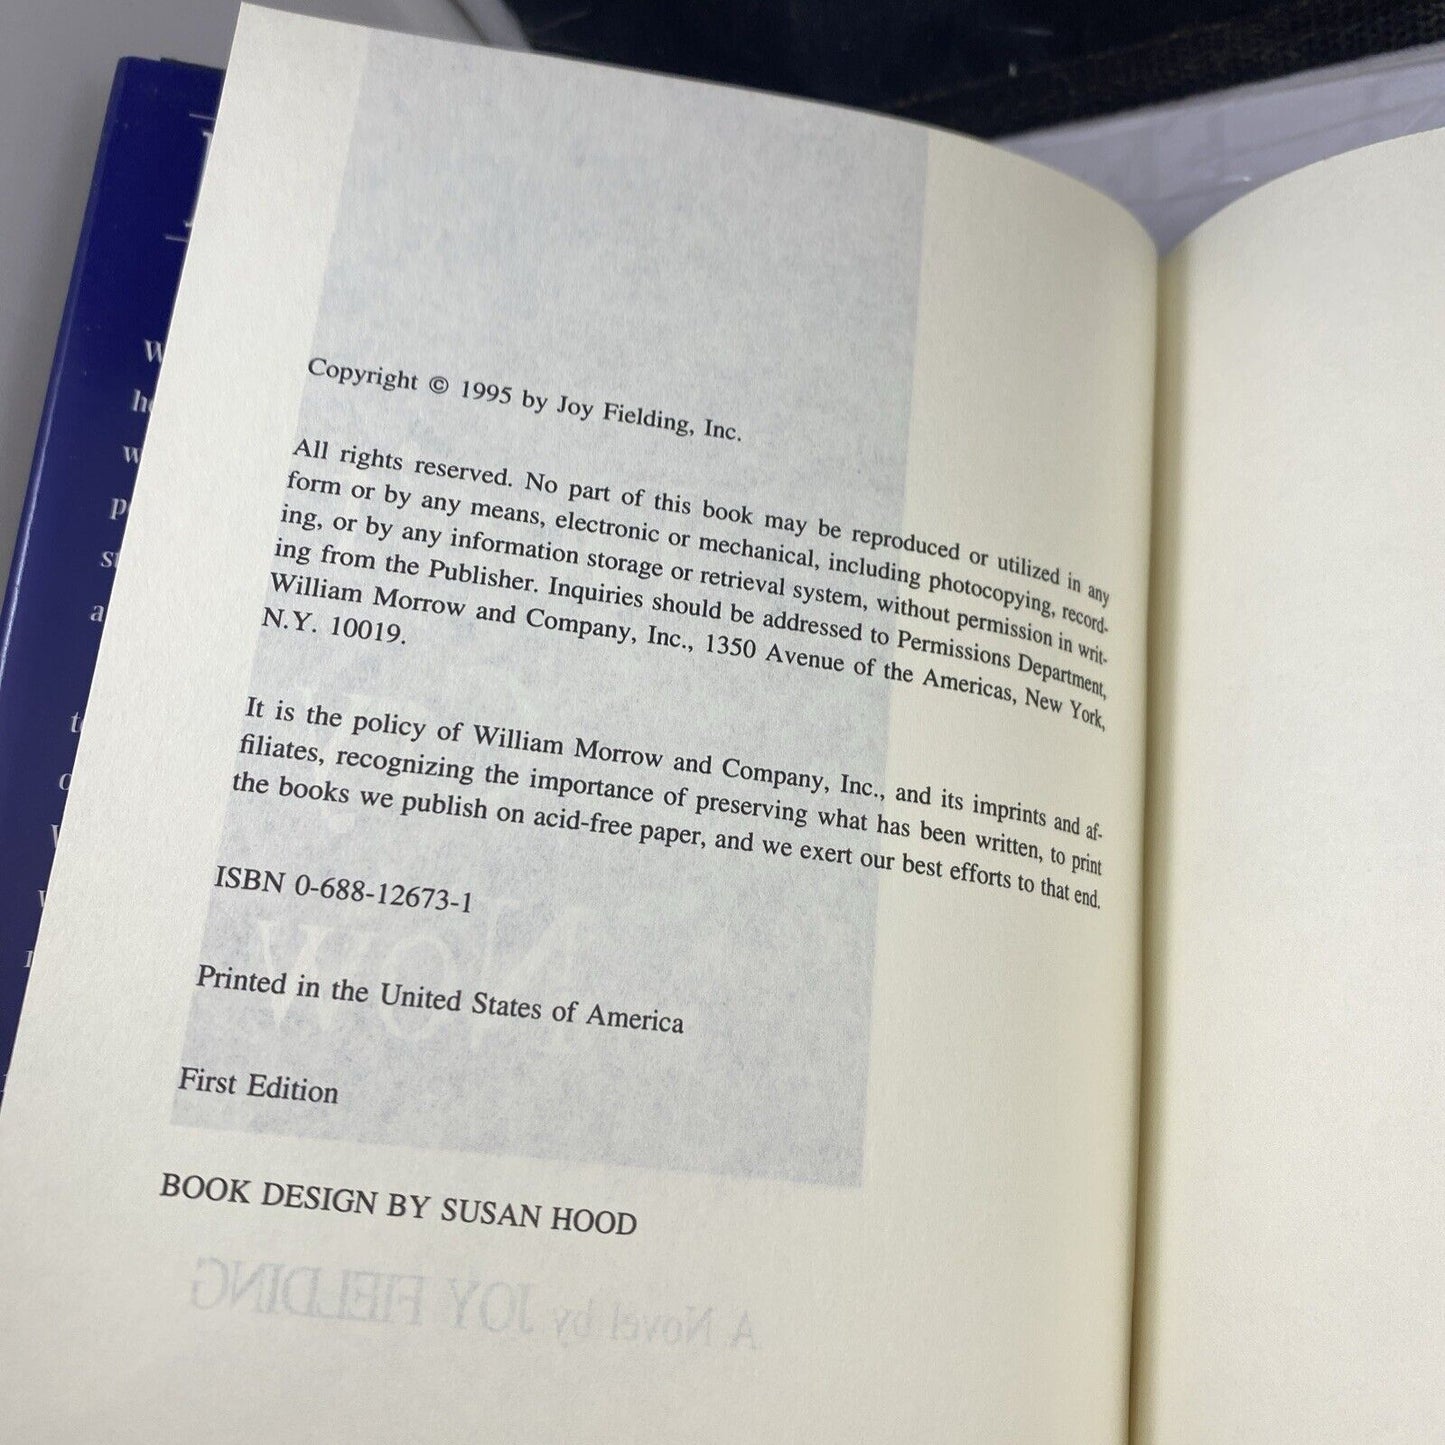 Copyright © 1995 by Joy Fielding, Inc.
All rights reserved. No part of this book may be reproduced or utilized in any
form or by any means, electronic or mechanical, including photocopying, record-
ing, or by any information storage or retrieval system, without permission in writ-
ing from the Publisher. Inquiries should be addressed to Permissions Department,
William Morrow and Company, Inc., 1350 Avenue of the Americas, New York,
N.Y. 10019.
It is the policy of William Morrow and Company, Inc., and its imprints and af-
filiates, recognizing the importance of preserving what has been written, to print
the books we publish on acid-free paper, and we exert our best efforts to that end.
ISBN 0-688-12673-1
Printed in the United States of America
First Edition
BOOK DESIGN BY SUSAN HOOD
A Novel by JOY FIELDING